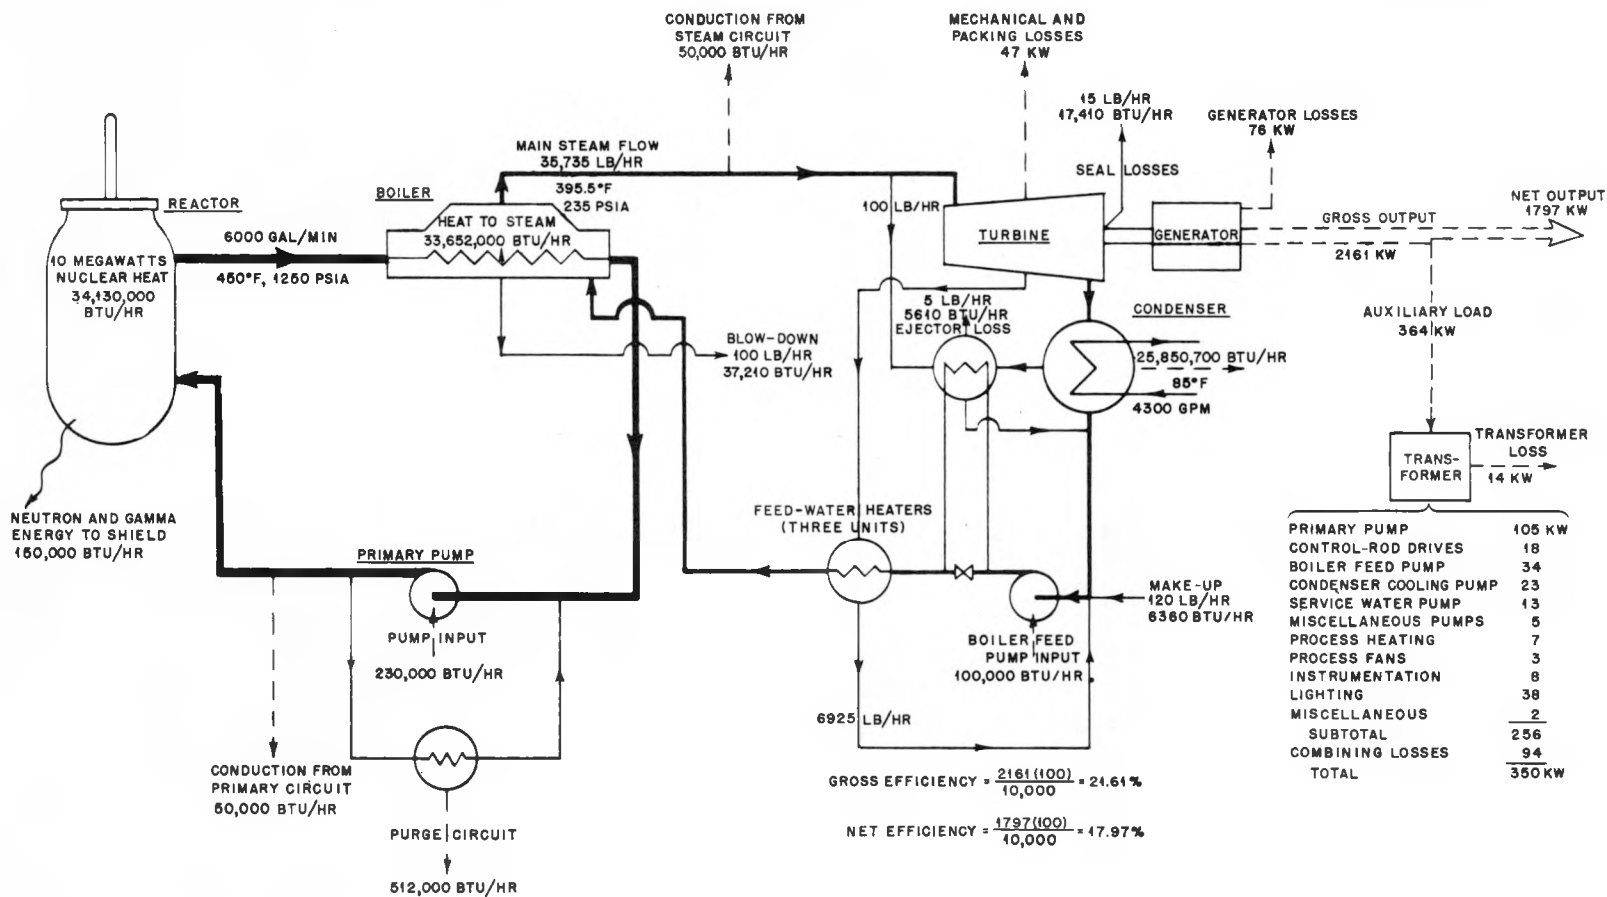 CONDUCTION FROM
STEAM CIRCUIT
50,000 BTU/HR
MECHANICAL AND
PACKING LOSSES
47 KW
15 LB/HR
17,410 BTU/HR
SEAL LOSSES
GENERATOR LOSSES
76 KW
MAIN STEAM FLOW
35,735 LB/HR
395.5°F
235 PSIA
BOILER
HEAT TO STEAM
33,652,000 BTU/HR
REACTOR
10 MEGAWATTS
NUCLEAR HEAT
34,130,000
BTU/HR
6000 GAL/MIN
450°F, 1250 PSIA
100 LB/HR
TURBINE
GENERATOR
GROSS OUTPUT
2161 KW
NET OUTPUT
1797 KW
AUXILIARY LOAD
364 KW
5 LB/HR
5610 BTU/HR
EJECTOR LOSS
CONDENSER
25,850,700 BTU/HR
85°F
4300 GPM
BLOW-DOWN
100 LB/HR
37,210 BTU/HR
TRANS-
FORMER
TRANSFORMER
LOSS
14 KW
NEUTRON AND GAMMA
ENERGY TO SHIELD
150,000 BTU/HR
PRIMARY PUMP
PUMP INPUT
230,000 BTU/HR
FEED-WATER HEATERS
(THREE UNITS)
MAKE-UP
120 LB/HR
6360 BTU/HR
BOILER FEED
PUMP INPUT
100,000 BTU/HR
6925 LB/HR
CONDUCTION FROM
PRIMARY CIRCUIT
50,000 BTU/HR
PURGE CIRCUIT
512,000 BTU/HR
PRIMARY PUMP 105 KW
CONTROL-ROD DRIVES 18
BOILER FEED PUMP 34
CONDENSER COOLING PUMP 23
SERVICE WATER PUMP 13
MISCELLANEOUS PUMPS 5
PROCESS HEATING 7
PROCESS FANS 3
INSTRUMENTATION 8
LIGHTING 38
MISCELLANEOUS 2
SUBTOTAL 256
COMBINING LOSSES 94
TOTAL 350 KW
GROSS EFFICIENCY = 2161(100) / 10,000 = 21.61%
NET EFFICIENCY = 1797(100) / 10,000 = 17.97%